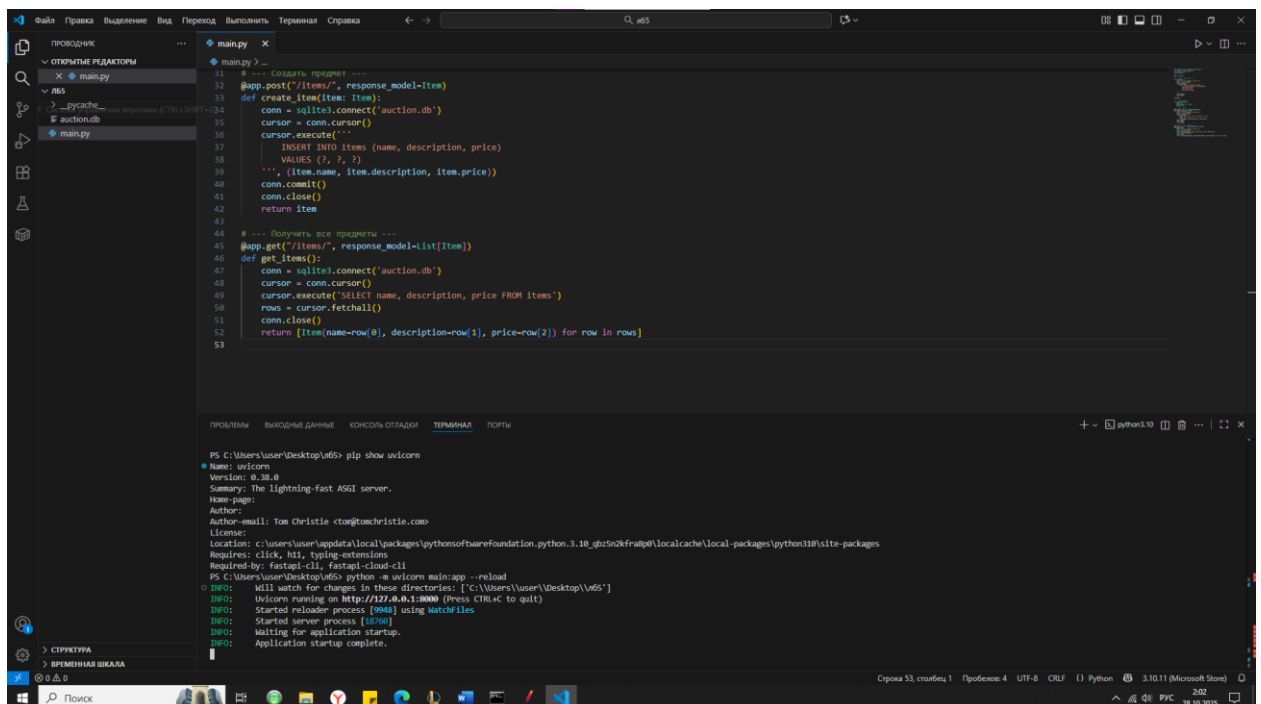 Файл Правка Выделение Вид Переход Выполнить Терминал Справка
лб5
ПРОВОДНИК
ОТКРЫТЫЕ РЕДАКТОРЫ
main.py
ЛБ5
__pycache__
auction.db
main.py
main.py
main.py > ...
31 # --- Создать предмет ---
32 @app.post("/items/", response_model=Item)
33 def create_item(item: Item):
34 conn = sqlite3.connect('auction.db')
35 cursor = conn.cursor()
36 cursor.execute('''
37 INSERT INTO items (name, description, price)
38 VALUES (?, ?, ?)
39 ''', (item.name, item.description, item.price))
40 conn.commit()
41 conn.close()
42 return item
43
44 # --- Получить все предметы ---
45 @app.get("/items/", response_model=List[Item])
46 def get_items():
47 conn = sqlite3.connect('auction.db')
48 cursor = conn.cursor()
49 cursor.execute('SELECT name, description, price FROM items')
50 rows = cursor.fetchall()
51 conn.close()
52 return [Item(name=row[0], description=row[1], price=row[2]) for row in rows]
53
ПРОБЛЕМЫ ВЫХОДНЫЕ ДАННЫЕ КОНСОЛЬ ОТЛАДКИ ТЕРМИНАЛ ПОРТЫ
python3.10
PS C:\Users\user\Desktop\лб5> pip show uvicorn
Name: uvicorn
Version: 0.38.0
Summary: The lightning-fast ASGI server.
Home-page:
Author:
Author-email: Tom Christie <tom@tomchristie.com>
License:
Location: c:\users\user\appdata\local\packages\pythonsoftwarefoundation.python.3.10_qbz5n2kfra8p0\localcache\local-packages\python310\site-packages
Requires: click, h11, typing-extensions
Required-by: fastapi-cli, fastapi-cloud-cli
PS C:\Users\user\Desktop\лб5> python -m uvicorn main:app --reload
INFO: Will watch for changes in these directories: ['C:\\Users\\user\\Desktop\\лб5']
INFO: Uvicorn running on http://127.0.0.1:8000 (Press CTRL+C to quit)
INFO: Started reloader process [9948] using WatchFiles
INFO: Started server process [18760]
INFO: Waiting for application startup.
INFO: Application startup complete.
СТРУКТУРА
ВРЕМЕННАЯ ШКАЛА
0 0
Строка 53, столбец 1 Пробелов: 4 UTF-8 CRLF {} Python 3.10.11 (Microsoft Store)
Поиск
РУС
2:02
28.10.2025